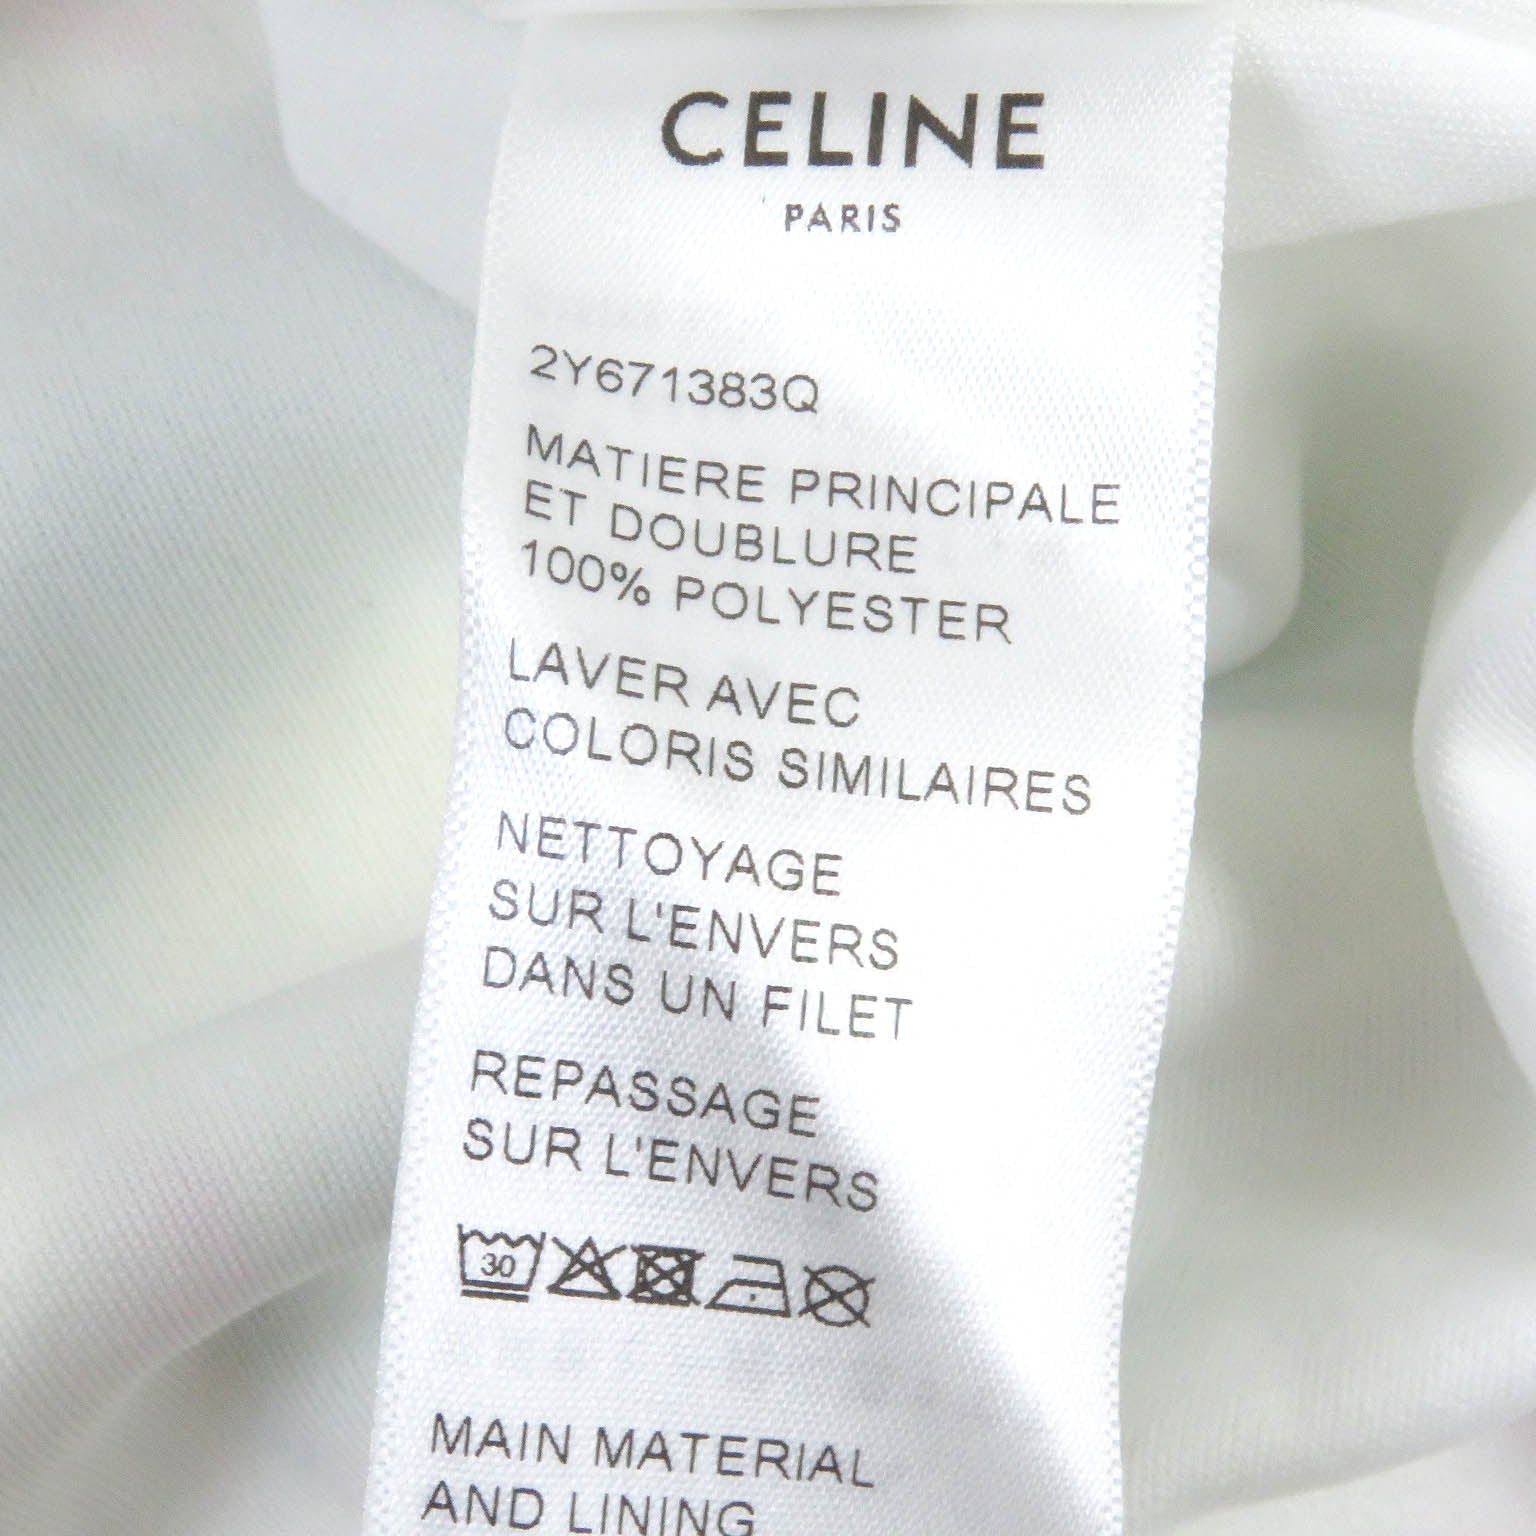 CELINE
PARIS
2Y671383Q
MATIERE PRINCIPALE
ET DOUBLURE
100% POLYESTER
LAVER AVEC
COLORIS SIMILAIRES
NETTOYAGE
SUR L'ENVERS
DANS UN FILET
REPASSAGE
SUR L'ENVERS
30
MAIN MATERIAL
AND LINING